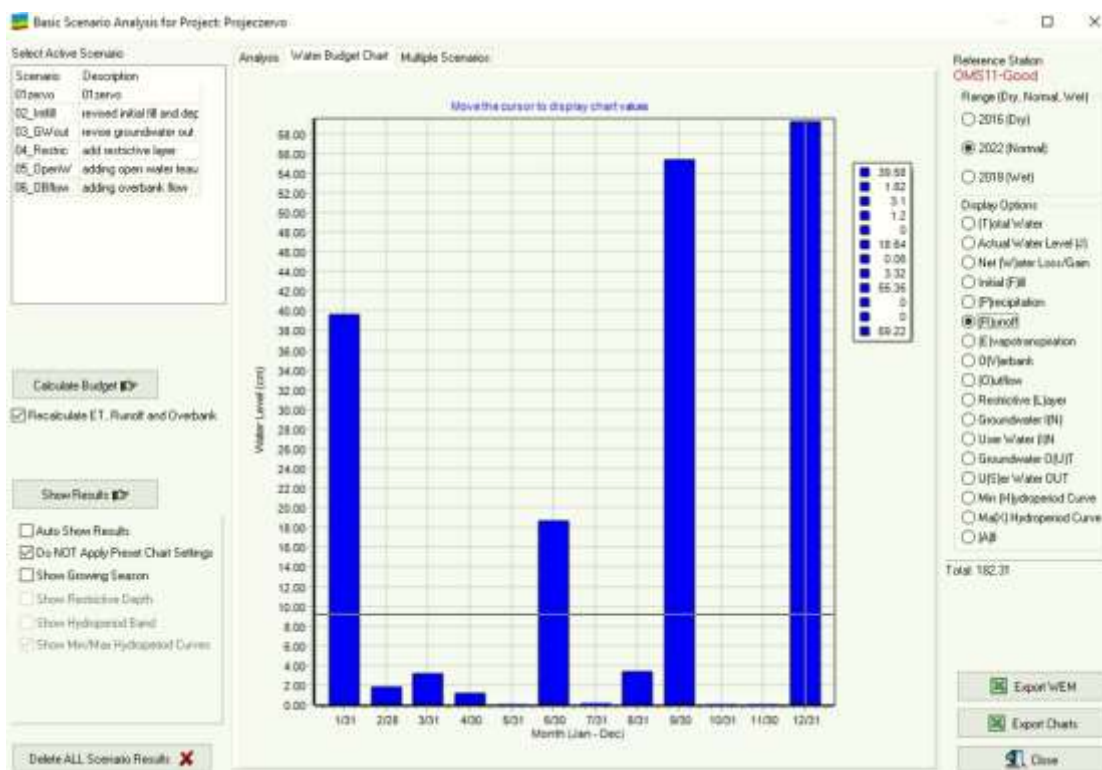 Basic Scenario Analysis for Project: Projeczervo
Select Active Scenario
Scenario Description
01zervo 01zervo
02_Initfill revised initial fill and dep
03_GWout revise groundwater out
04_Restric add restrictive layer
05_OpenW adding open water
06_OBflow adding overbank flow
Calculate Budget
Recalculate ET, Runoff and Overbank
Show Results
Auto Show Results
Do NOT Apply Preset Chart Settings
Show Growing Season
Show Restrictive Depth
Show Hydroperiod Band
Show Min/Max Hydroperiod Curves
Delete ALL Scenario Results
Analysis Water Budget Chart Multiple Scenarios
Move the cursor to display chart values
Water Level (cm)
58.00
56.00
54.00
52.00
50.00
48.00
46.00
44.00
42.00
40.00
38.00
36.00
34.00
32.00
30.00
28.00
26.00
24.00
22.00
20.00
18.00
16.00
14.00
12.00
10.00
8.00
6.00
4.00
2.00
0.00
1/31 2/28 3/31 4/30 5/31 6/30 7/31 8/31 9/30 10/31 11/30 12/31
Month (Jan - Dec)
1.82
3.1
1.2
0
18.64
0.08
3.32
55.36
0
0
Reference Station
OMS11-Good
Range (Dry, Normal, Wet)
2016 (Dry)
2022 (Normal)
2018 (Wet)
Display Options
(T)otal Water
Actual Water Level (J)
Net (W)ater Loss/Gain
Initial (F)ill
(P)recipitation
(R)unoff
(E)vapotranspiration
O(V)erbank
(O)utflow
Restrictive (L)ayer
Groundwater I(N)
User Water (I)N
Groundwater O(U)T
U(S)er Water OUT
Min (H)ydroperiod Curve
Ma(X) Hydroperiod Curve
(A)ll
Total: 182.31
Export WEM
Export Charts
Close